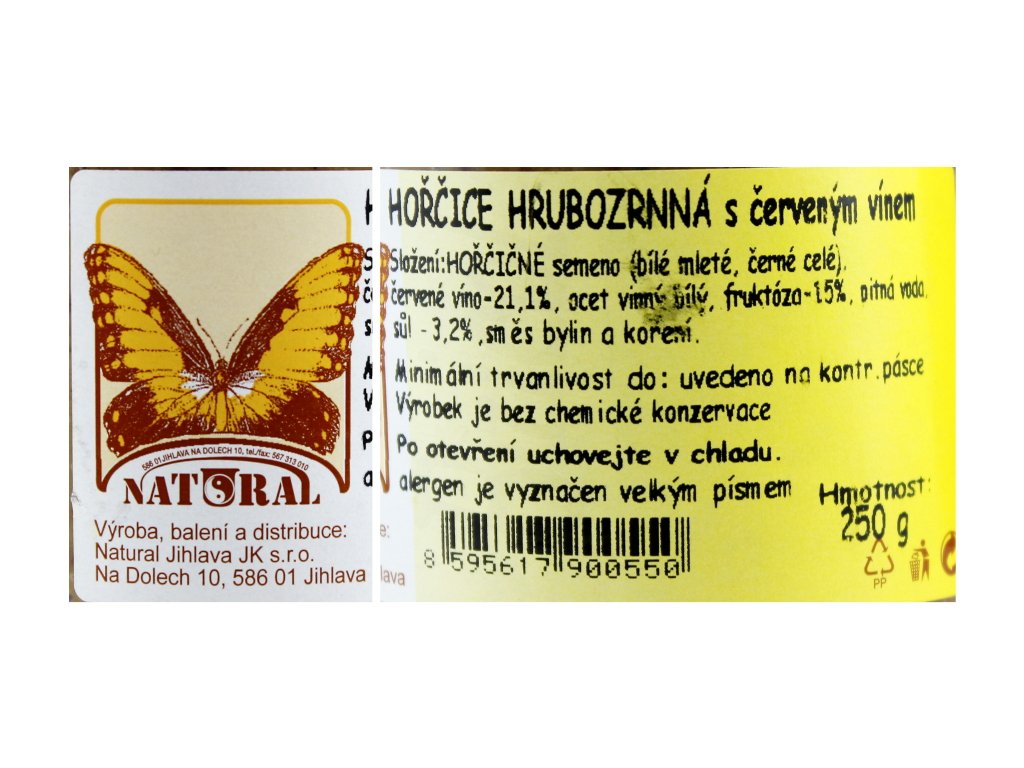 586 01JIHLAVA NA DOLECH 10, tel./fax: 567 313 010
NATURAL
Výroba, balení a distribuce:
Natural Jihlava JK s.r.o.
Na Dolech 10, 586 01 Jihlava
HOŘČICE HRUBOZRNNÁ s červeným vínem
Složení:HOŘČIČNÉ semeno (bílé mleté, černé celé),
červené víno-21,1%, ocet vinný bílý, fruktóza-15%, pitná voda,
sůl -3,2%,směs bylin a koření.
Minimální trvanlivost do: uvedeno na kontr.pásce
Výrobek je bez chemické konzervace
Po otevření uchovejte v chladu.
alergen je vyznačen velkým písmem
Hmotnost:
250 g
8 595617 900550
PP